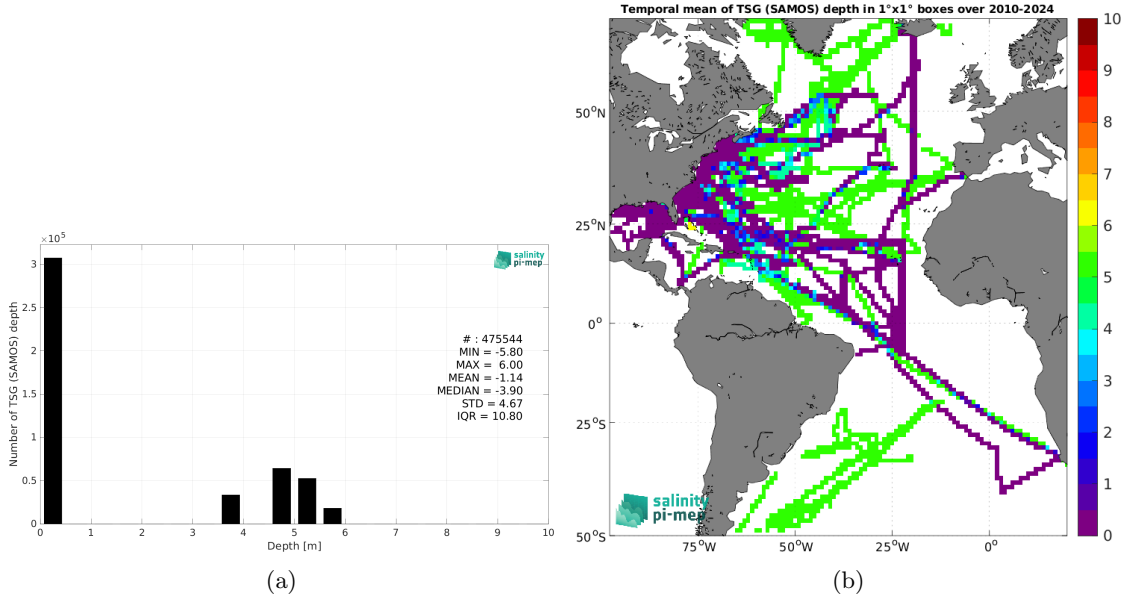 Temporal mean of TSG (SAMOS) depth in 1°x1° boxes over 2010-2024
×10⁵
3
2.5
2
1.5
1
0.5
0
Number of TSG (SAMOS) depth
salinity
pi-mep
# : 475544
MIN = -5.80
MAX = 6.00
MEAN = -1.14
MEDIAN = -3.90
STD = 4.67
IQR = 10.80
0 1 2 3 4 5 6 7 8 9 10
Depth [m]
(a)
50°N
25°N
0°
25°S
50°S
salinity
pi-mep
75°W 50°W 25°W 0°
10
9
8
7
6
5
4
3
2
1
0
(b)